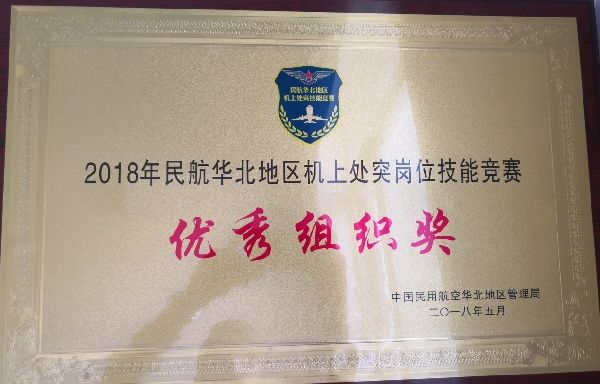 民航华北地区
机上处突技能竞赛
2018年民航华北地区机上处突岗位技能竞赛
优秀组织奖
中国民用航空华北地区管理局
二〇一八年五月